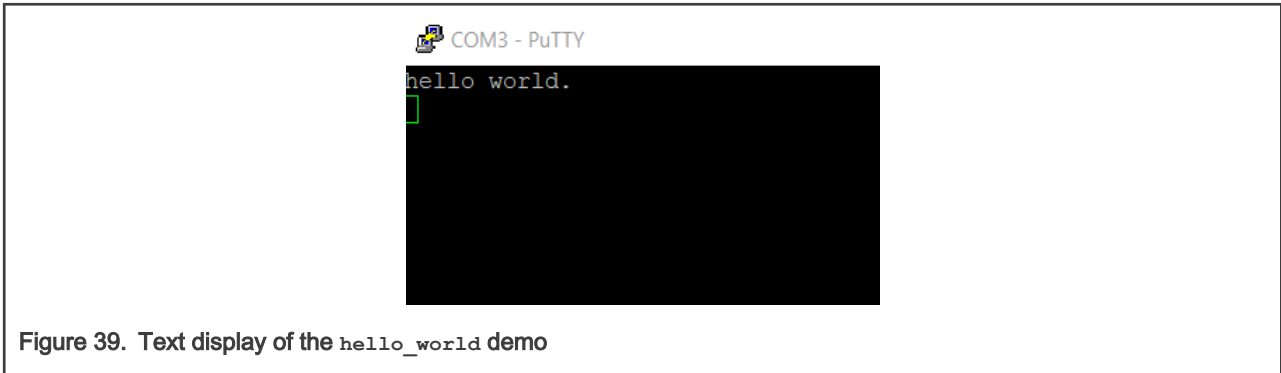 COM3 - PuTTY
hello world.
Figure 39. Text display of the hello_world demo